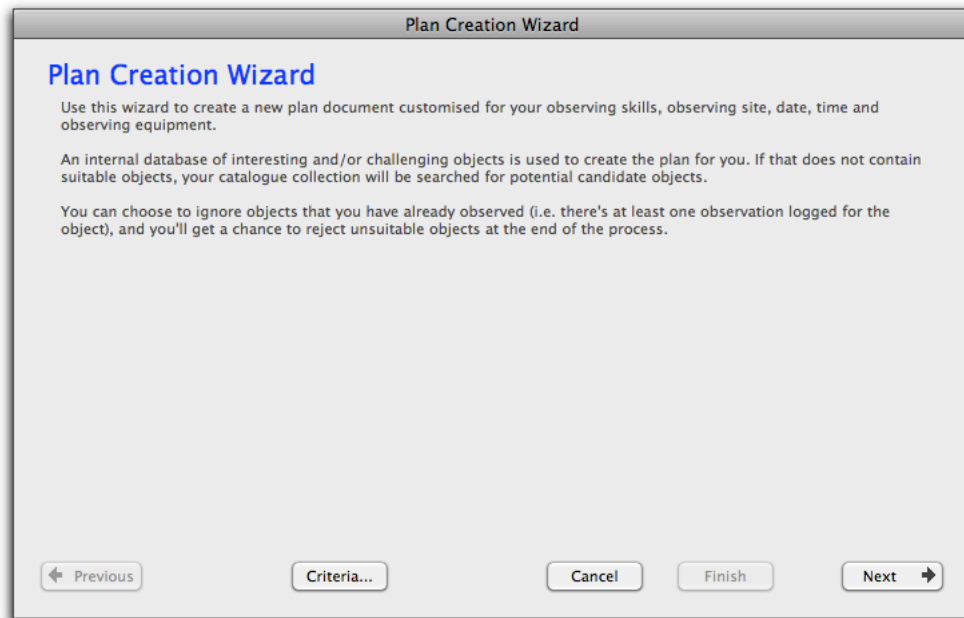 Plan Creation Wizard
Plan Creation Wizard
Use this wizard to create a new plan document customised for your observing skills, observing site, date, time and
observing equipment.
An internal database of interesting and/or challenging objects is used to create the plan for you. If that does not contain
suitable objects, your catalogue collection will be searched for potential candidate objects.
You can choose to ignore objects that you have already observed (i.e. there's at least one observation logged for the
object), and you'll get a chance to reject unsuitable objects at the end of the process.
Previous
Criteria...
Cancel
Finish
Next